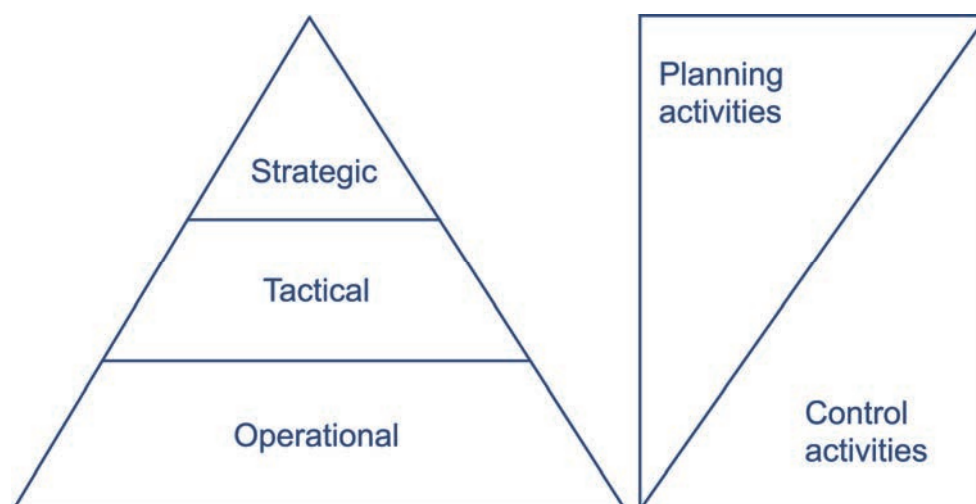 Strategic
Tactical
Operational
Planning
activities
Control
activities